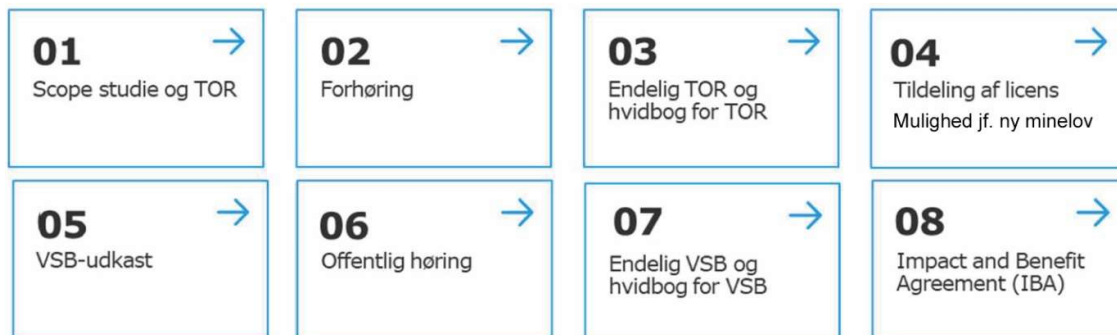 01
Scope studie og TOR
02
Forhøring
03
Endelig TOR og
hvidbog for TOR
04
Tildeling af licens
Mulighed jf. ny minelov
05
VSB-udkast
06
Offentlig høring
07
Endelig VSB og
hvidbog for VSB
08
Impact and Benefit
Agreement (IBA)